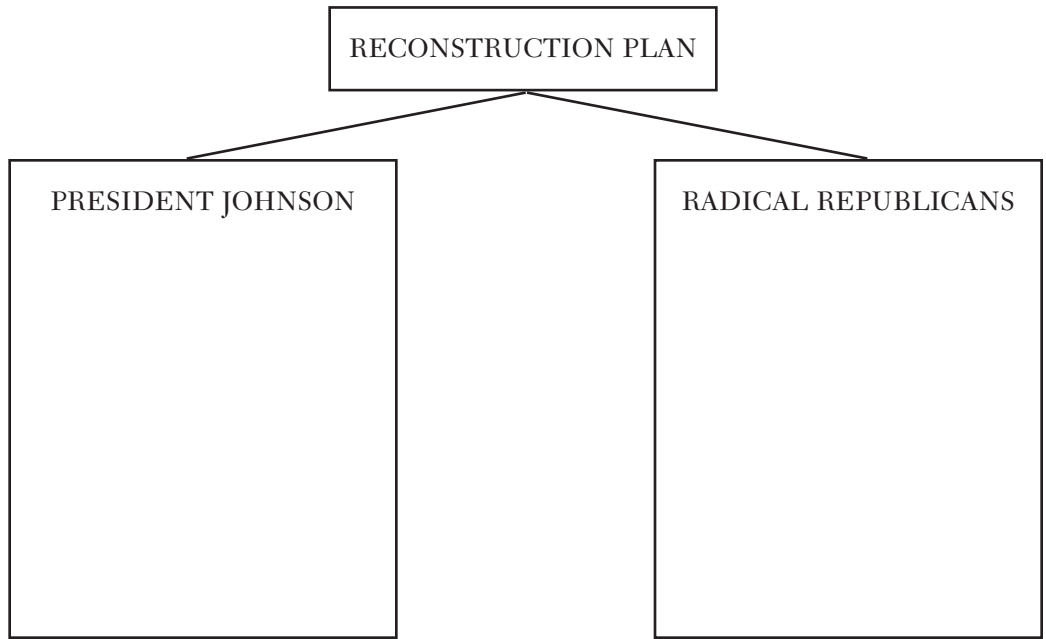 RECONSTRUCTION PLAN
PRESIDENT JOHNSON
RADICAL REPUBLICANS